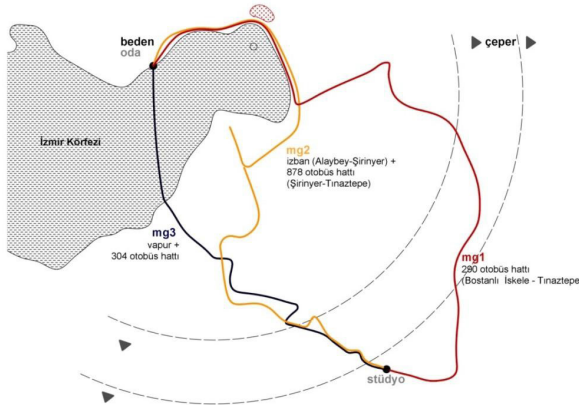 beden
oda
çeper
İzmir Körfezi
mg2
izban (Alaybey-Şirinyer) +
878 otobüs hattı
(Şirinyer-Tınaztepe)
mg3
vapur +
304 otobüs hattı
mg1
290 otobüs hattı
(Bostanlı İskele - Tınaztepe)
stüdyo